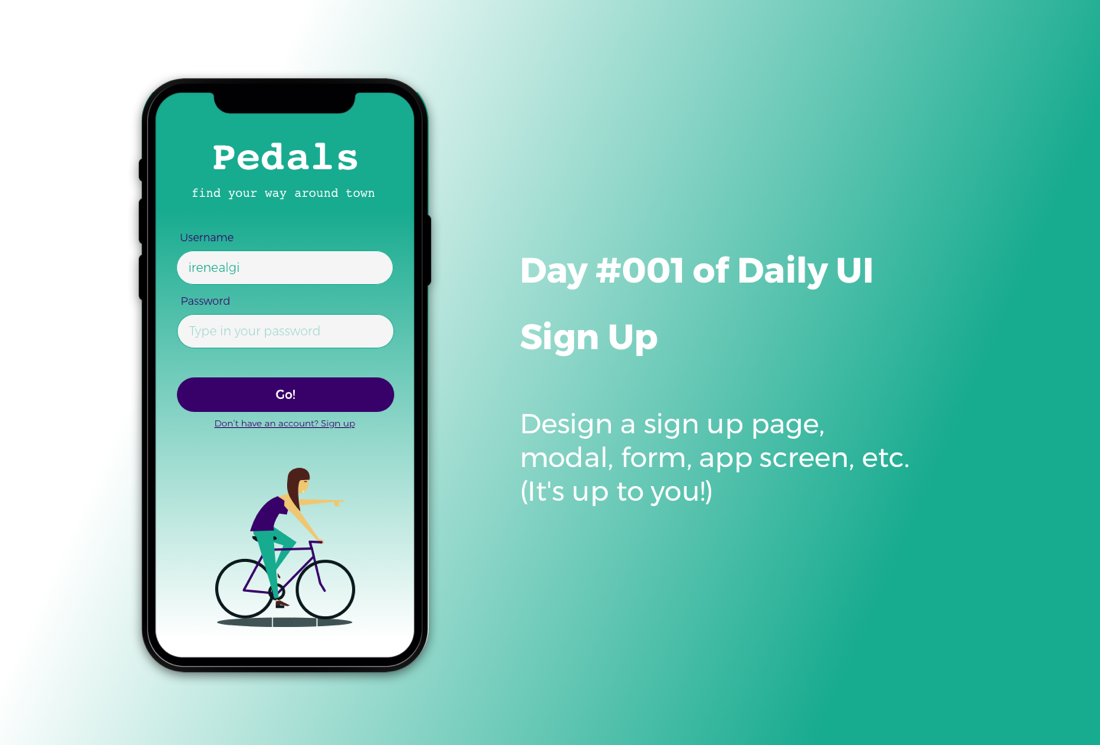 Pedals
find your way around town
Username
irenealgi
Password
Type in your password
Go!
Don't have an account? Sign up
Day #001 of Daily UI
Sign Up
Design a sign up page,
modal, form, app screen, etc.
(It's up to you!)